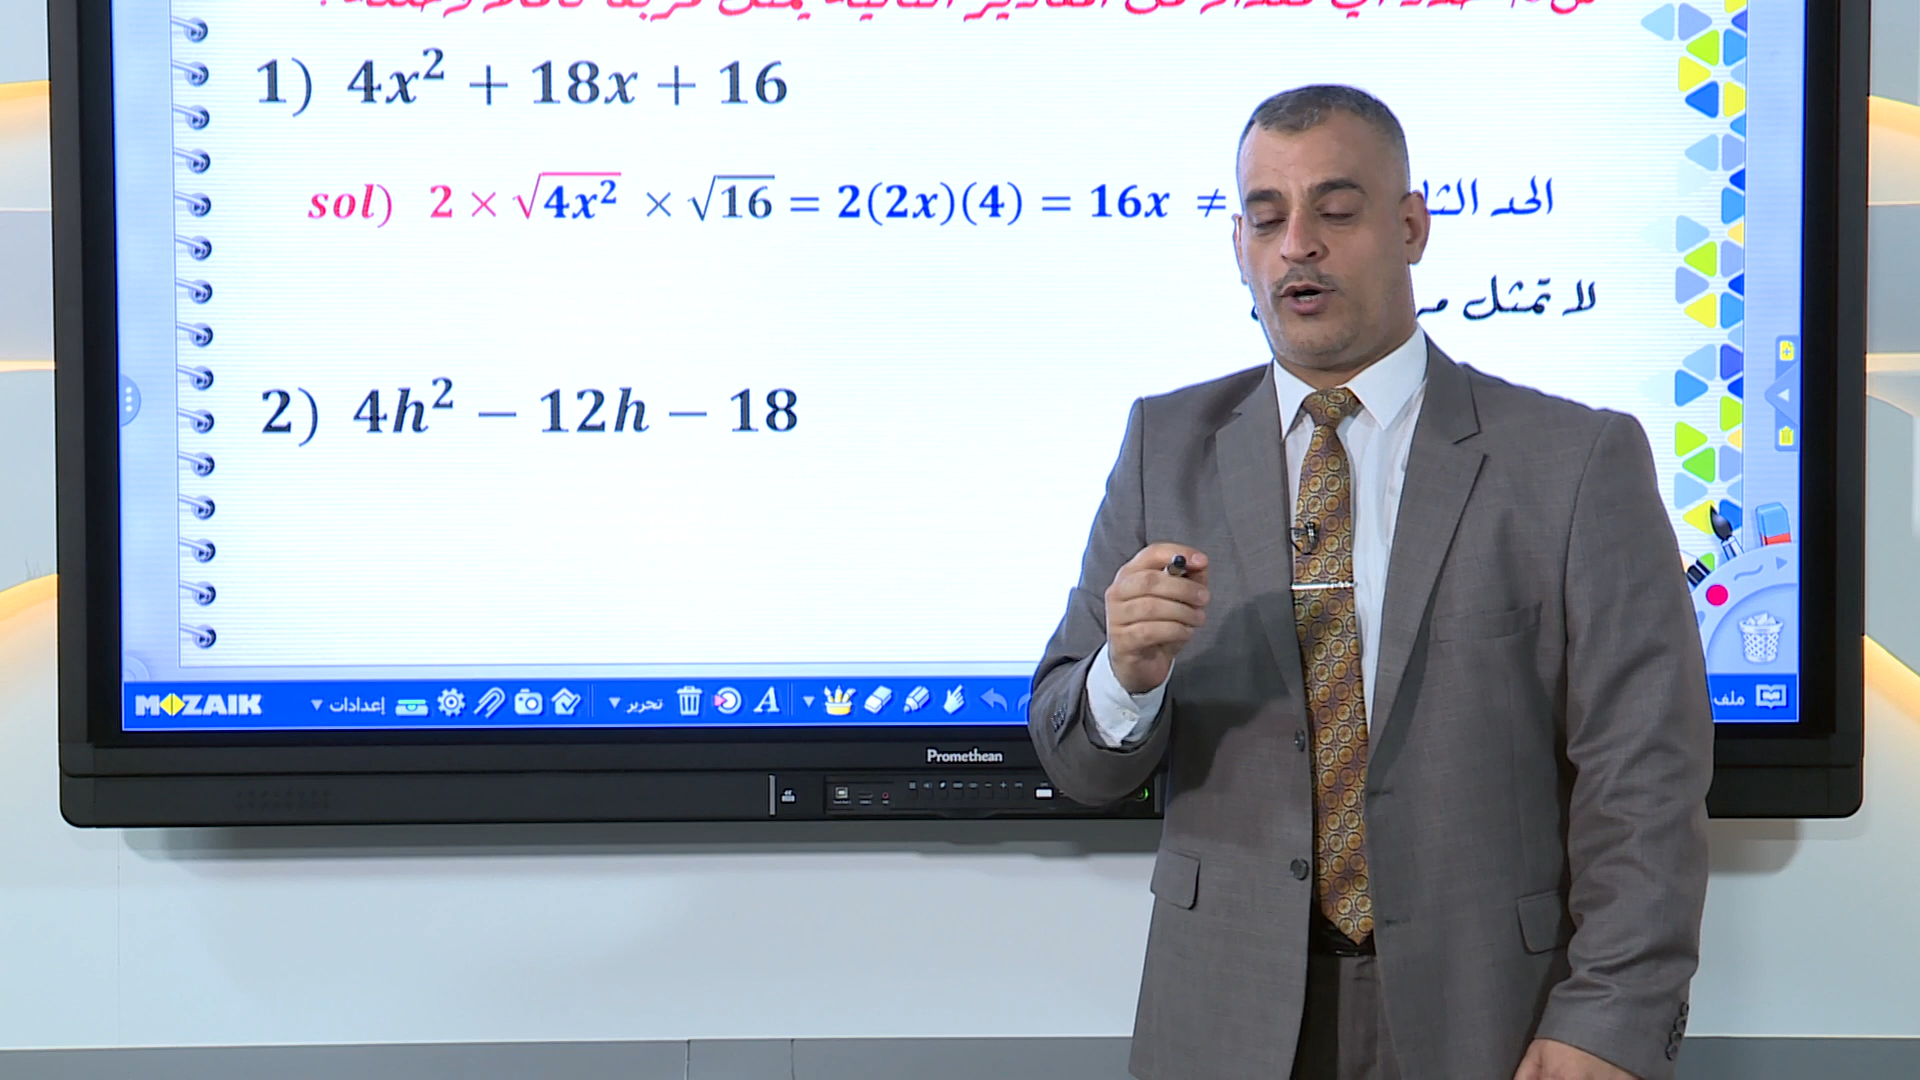 1) 4x² + 18x + 16
sol) 2 × √4x² × √16 = 2(2x)(4) = 16x ≠ الحد
لا تمثل
2) 4h² − 12h − 18
MOZAIK إعدادات تحرير A ملف
Promethean